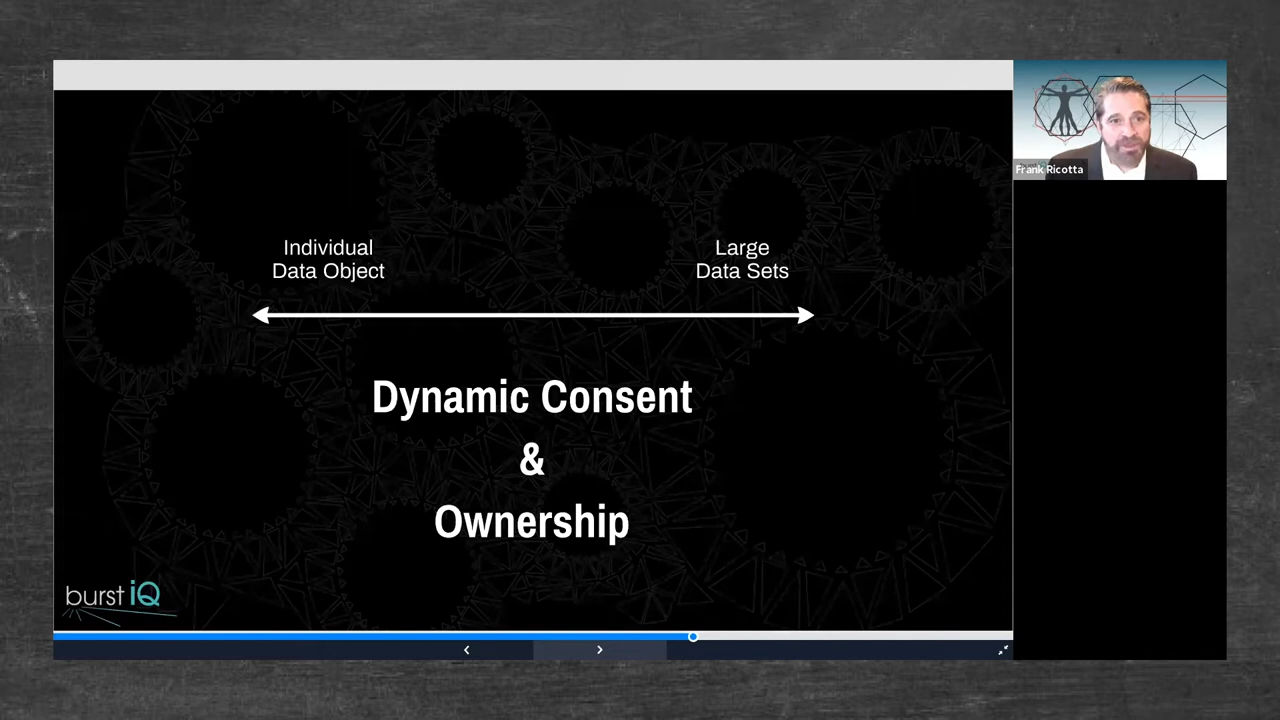 Individual
Data Object
Large
Data Sets
Dynamic Consent
&
Ownership
burst iQ
Frank Ricotta